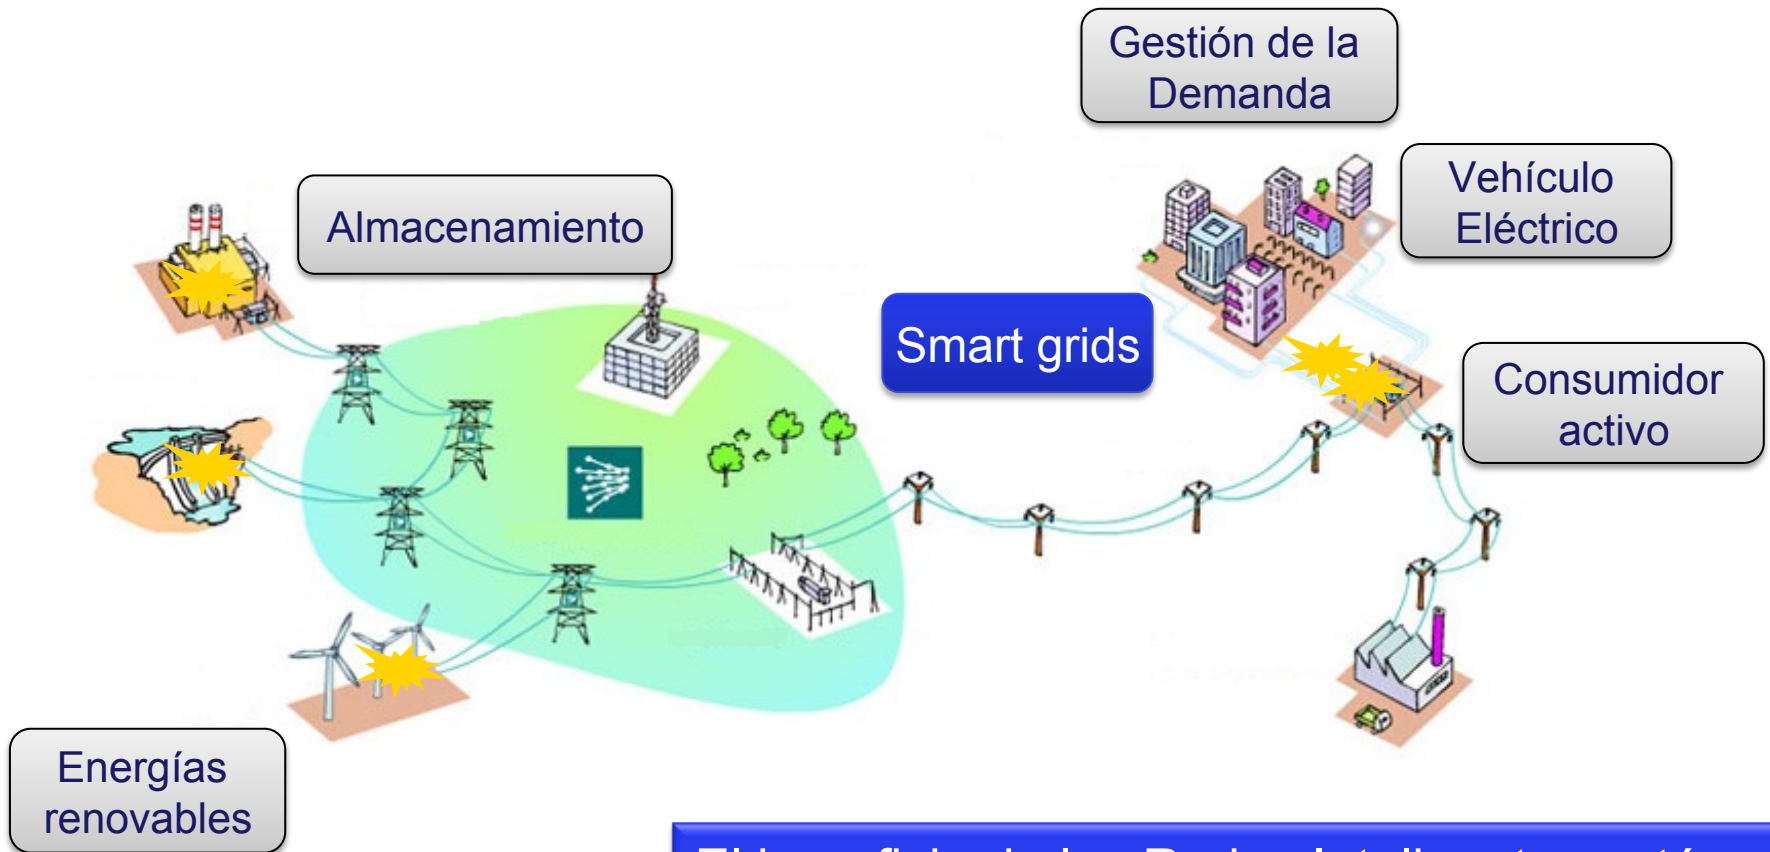 Gestión de la
Demanda
Vehículo
Eléctrico
Almacenamiento
Smart grids
Consumidor
activo
Energías
renovables